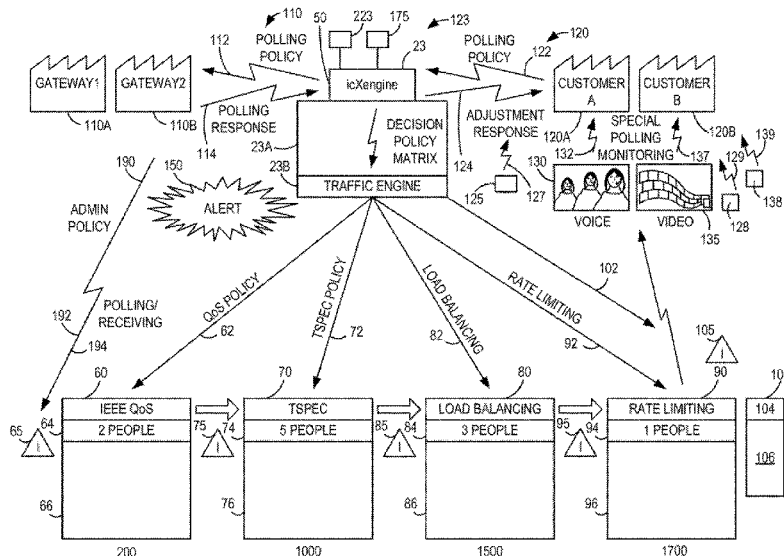 110
223
175
123
50
23
120
112
POLLING
POLICY
POLLING
POLICY
122
GATEWAY1
GATEWAY2
icXengine
CUSTOMER
A
CUSTOMER
B
110A
110B
POLLING
RESPONSE
114
DECISION
POLICY
MATRIX
ADJUSTMENT
RESPONSE
124
SPECIAL
POLLING
MONITORING
120A
120B
132
137
139
129
23A
23B
190
150
ALERT
TRAFFIC ENGINE
125
127
130
VOICE
VIDEO
135
128
138
ADMIN
POLICY
QoS POLICY
62
TSPEC POLICY
72
LOAD BALANCING
82
RATE LIMITING
92
102
192
POLLING/
RECEIVING
194
105
60
70
80
90
10
65
64
IEEE QoS
2 PEOPLE
75
74
TSPEC
5 PEOPLE
85
84
LOAD BALANCING
3 PEOPLE
95
94
RATE LIMITING
1 PEOPLE
104
106
66
76
86
96
200
1000
1500
1700